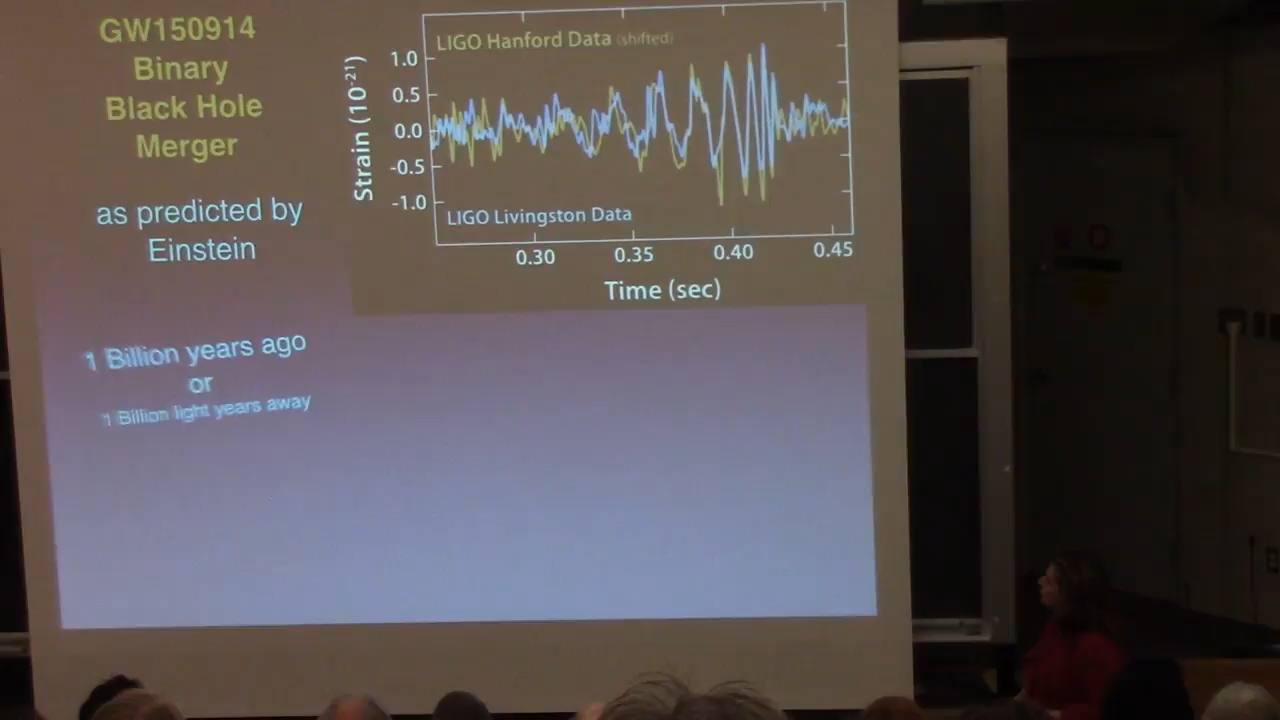 GW150914
Binary
Black Hole
Merger
as predicted by
Einstein
1 Billion years ago
or
1 Billion light years away
LIGO Hanford Data (shifted)
Strain (10⁻²¹)
1.0
0.5
0.0
-0.5
-1.0
LIGO Livingston Data
0.30 0.35 0.40 0.45
Time (sec)